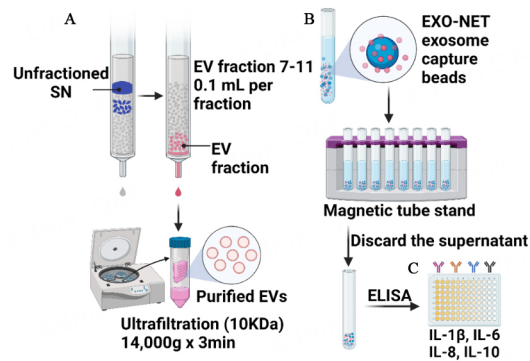 A
Unfractioned
SN
EV fraction 7-11
0.1 mL per
fraction
EV
fraction
Purified EVs
Ultrafiltration (10KDa)
14,000g x 3min
B
EXO-NET
exosome
capture
beads
Magnetic tube stand
Discard the supernatant
C
ELISA
IL-1β, IL-6
IL-8, IL-10